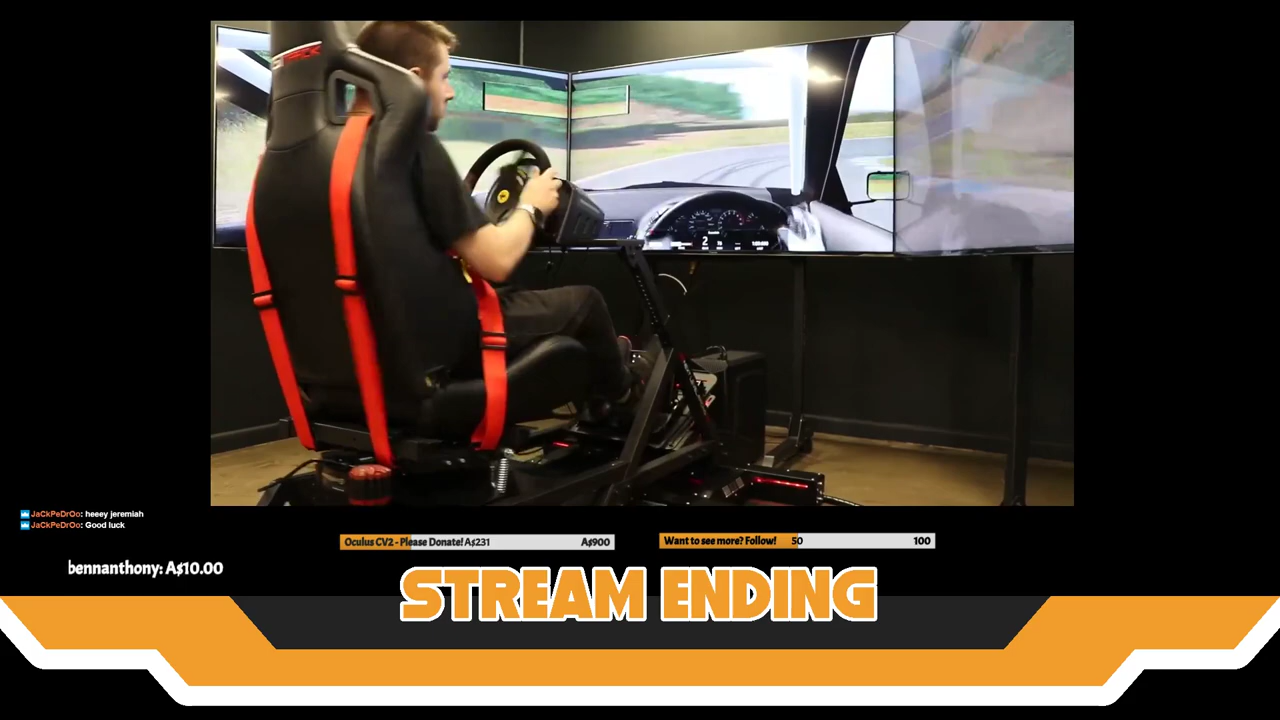 JaCkPeDrOo: heeey jeremiah
JaCkPeDrOo: Good luck
Oculus CV2 - Please Donate! A$231 A$900
Want to see more? Follow! 50 100
bennanthony: A$10.00
STREAM ENDING